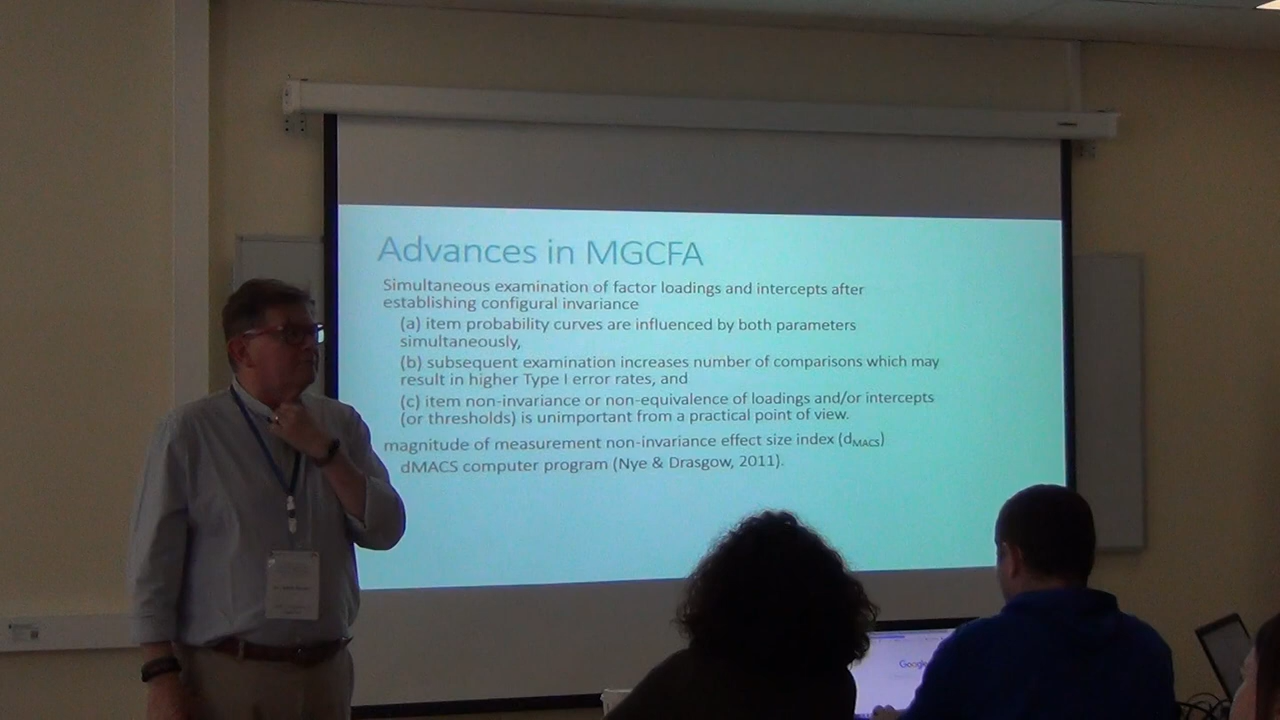 Advances in MGCFA
Simultaneous examination of factor loadings and intercepts after
establishing configural invariance
(a) item probability curves are influenced by both parameters
simultaneously,
(b) subsequent examination increases number of comparisons which may
result in higher Type I error rates, and
(c) item non-invariance or non-equivalence of loadings and/or intercepts
(or thresholds) is unimportant from a practical point of view.
magnitude of measurement non-invariance effect size index (dMACS)
dMACS computer program (Nye & Drasgow, 2011).
Google